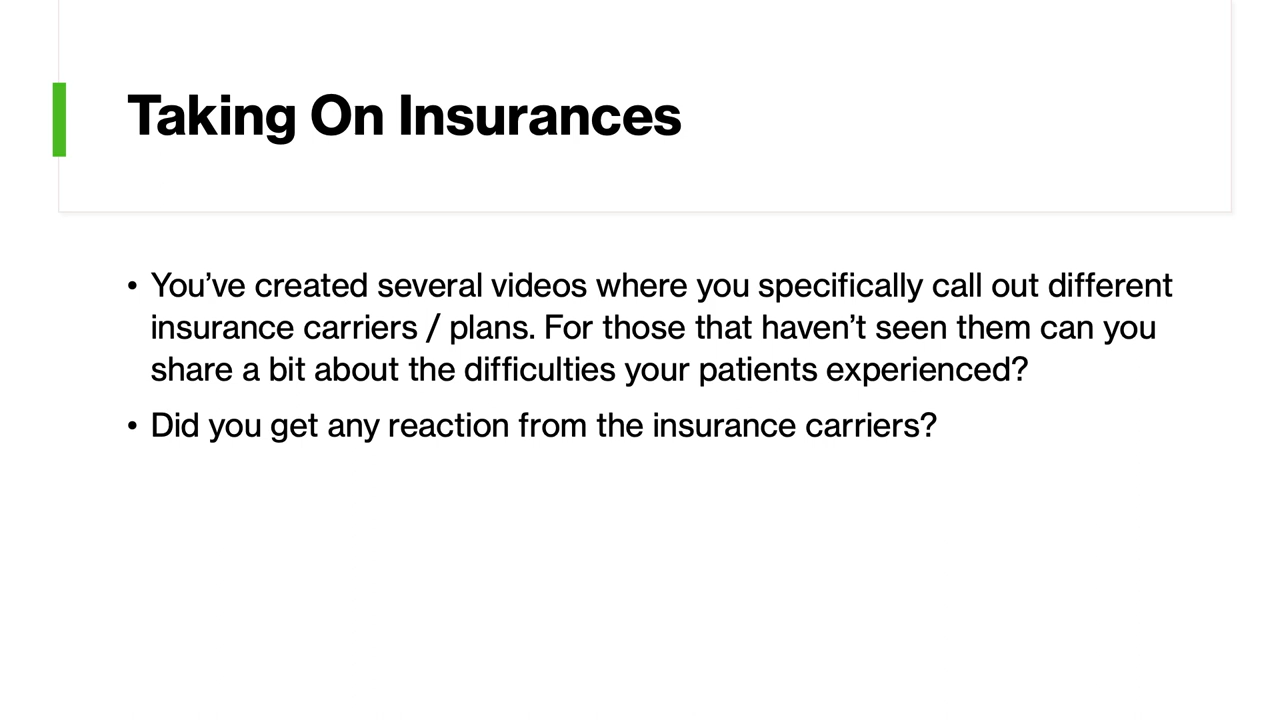 Taking On Insurances
• You’ve created several videos where you specifically call out different
insurance carriers / plans. For those that haven’t seen them can you
share a bit about the difficulties your patients experienced?
• Did you get any reaction from the insurance carriers?